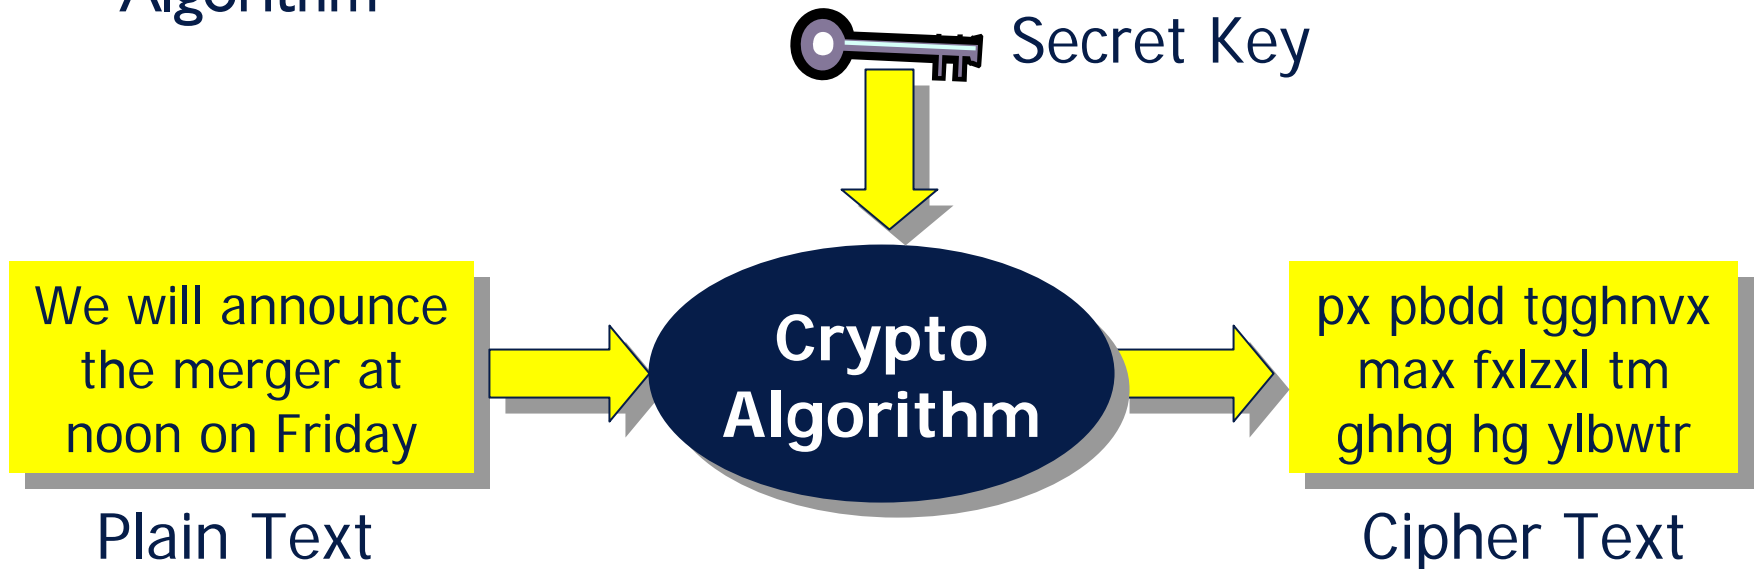 Algorithm
Secret Key
We will announce
the merger at
noon on Friday
Crypto
Algorithm
px pbdd tgghnvx
max fxlzxl tm
ghhg hg ylbwtr
Plain Text
Cipher Text